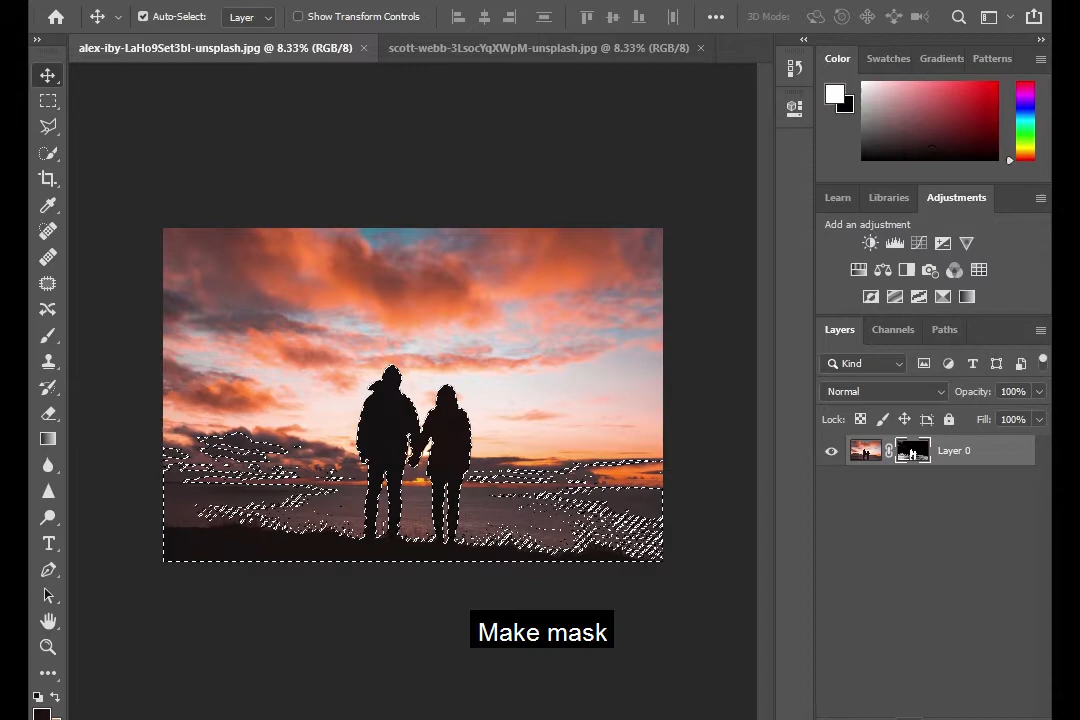 Auto-Select: Layer Show Transform Controls 3D Mode:
alex-iby-LaHo9Set3bI-unsplash.jpg @ 8.33% (RGB/8) × scott-webb-3LsocYqXWpM-unsplash.jpg @ 8.33% (RGB/8) ×
Color Swatches Gradients Patterns
Learn Libraries Adjustments
Add an adjustment
Layers Channels Paths
Kind
Normal Opacity: 100%
Lock: Fill: 100%
Layer 0
Make mask